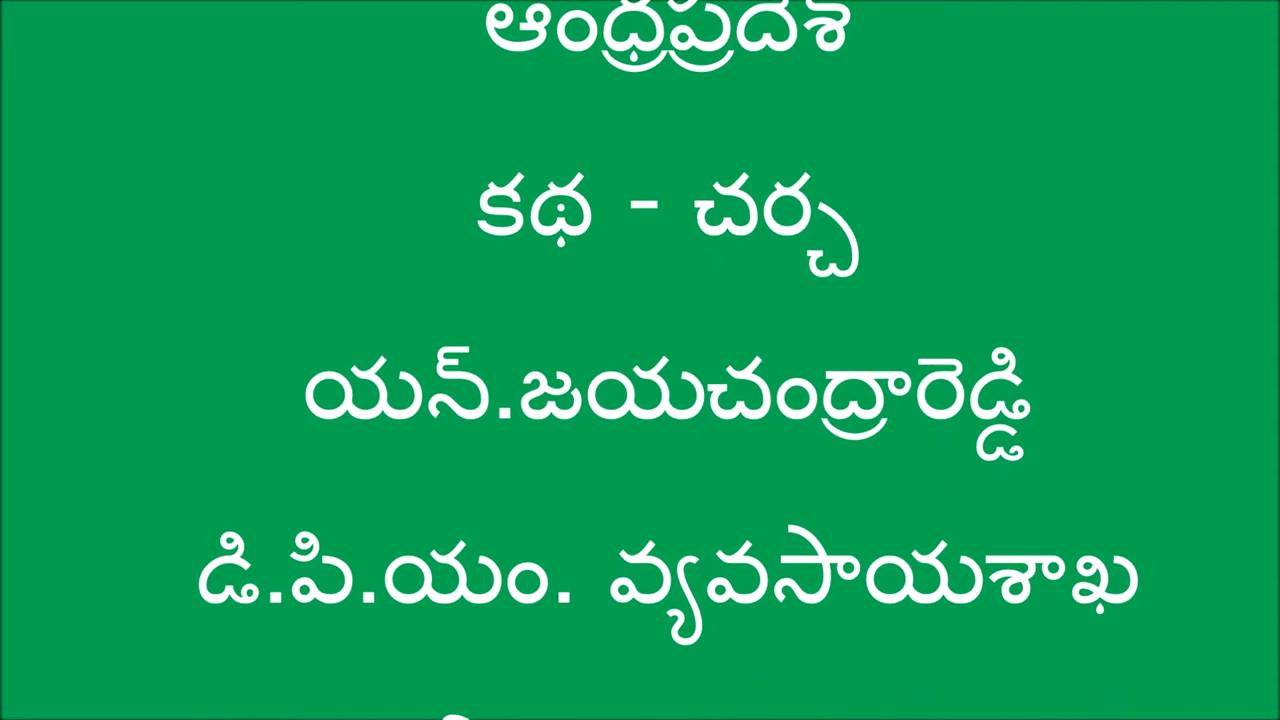 ఆంధ్రప్రదేశ్
కథ - చర్చ
యన్.జయచంద్రారెడ్డి
డి.పి.యం. వ్యవసాయశాఖ